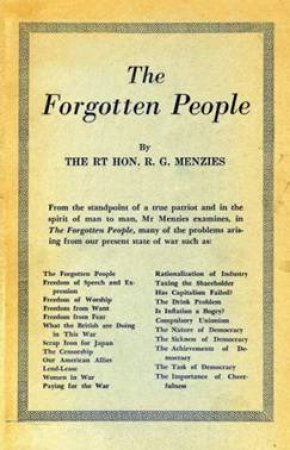 The
Forgotten People
By
THE RT HON. R. G. MENZIES
From the standpoint of a true patriot and in the
spirit of man to man, Mr Menzies examines, in
The Forgotten People, many of the problems aris-
ing from our present state of war such as:
The Forgotten People
Freedom of Speech and Ex-
pression
Freedom of Worship
Freedom from Want
Freedom from Fear
What the British are Doing
in This War
Scrap Iron for Japan
The Censorship
Our American Allies
Lend-Lease
Women in War
Paying for the War
Rationalization of Industry
Taxing the Shareholder
Has Capitalism Failed?
The Drink Problem
Is Inflation a Bogey?
Compulsory Unionism
The Nature of Democracy
The Sickness of Democracy
The Achievements of De-
mocracy
The Task of Democracy
The Importance of Cheer-
fulness